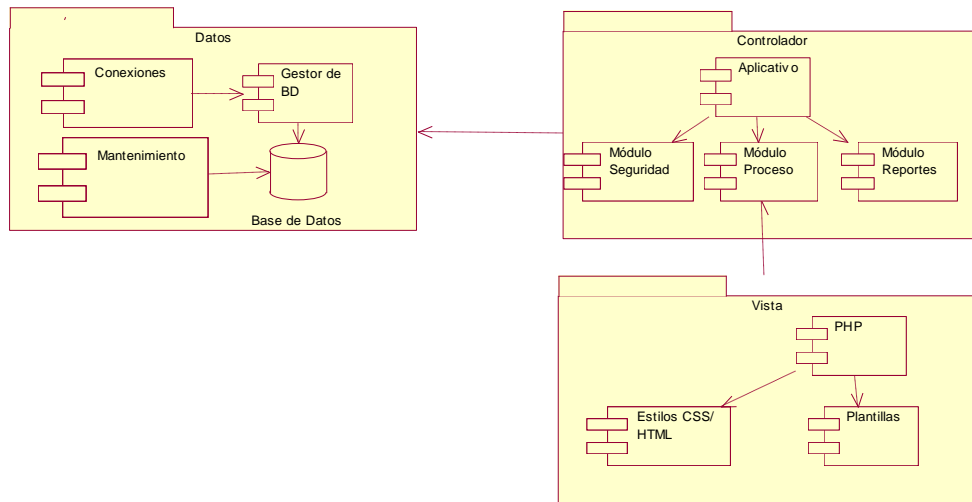 Datos
Conexiones
Gestor de
BD
Mantenimiento
Base de Datos
Controlador
Aplicativo
Módulo
Seguridad
Módulo
Proceso
Módulo
Reportes
Vista
PHP
Estilos CSS/
HTML
Plantillas